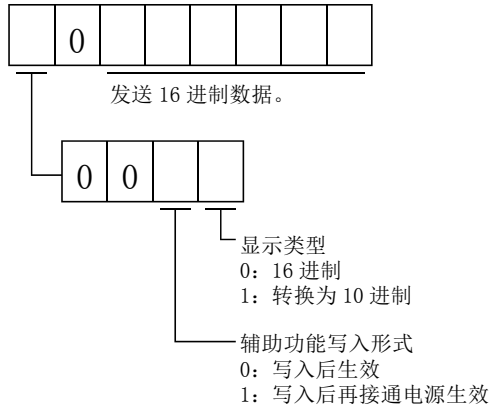 0
发送 16 进制数据。
0 0
显示类型
0：16 进制
1：转换为 10 进制
辅助功能写入形式
0：写入后生效
1：写入后再接通电源生效